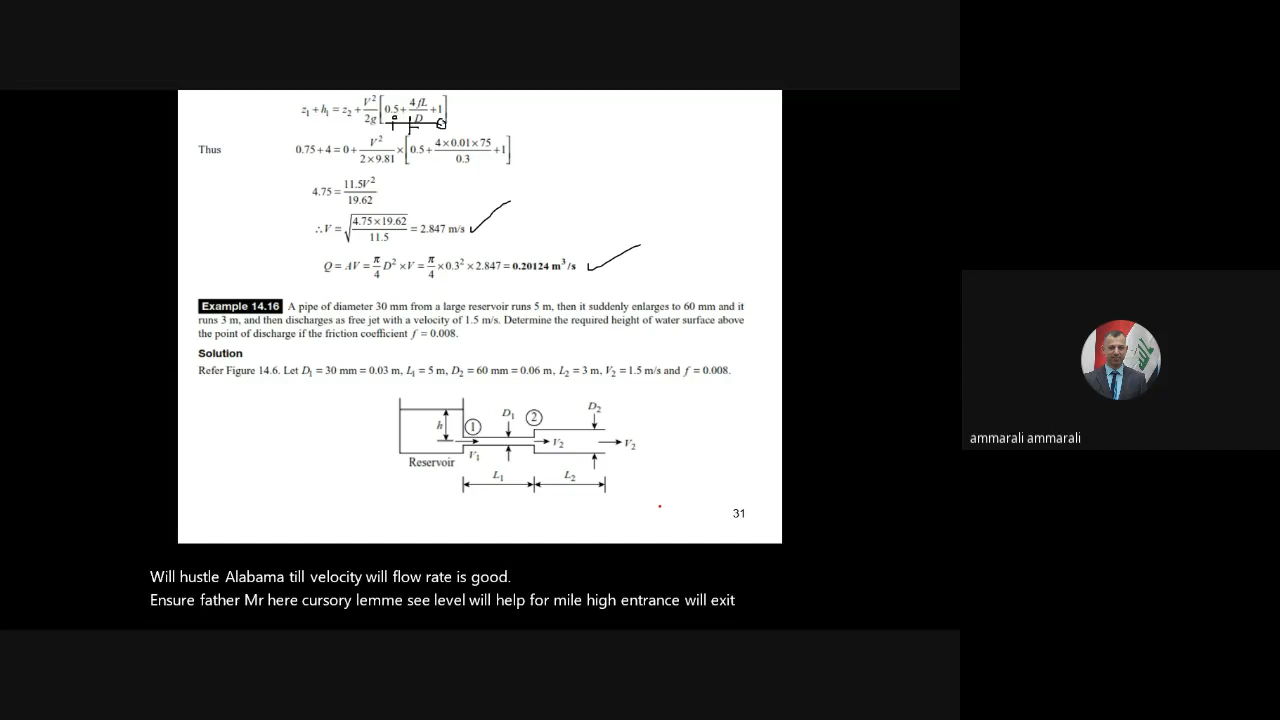 z₁ + h₁ = z₂ + V²/2g [0.5 + 4fL/D + 1]
Thus 0.75 + 4 = 0 + V²/(2 × 9.81) × [0.5 + (4 × 0.01 × 75)/0.3 + 1]
4.75 = 11.5V²/19.62
∴ V = √(4.75 × 19.62/11.5) = 2.847 m/s
Q = AV = π/4 D² × V = π/4 × 0.3² × 2.847 = 0.20124 m³/s
Example 14.16 A pipe of diameter 30 mm from a large reservoir runs 5 m, then it suddenly enlarges to 60 mm and it
runs 3 m, and then discharges as free jet with a velocity of 1.5 m/s. Determine the required height of water surface above
the point of discharge if the friction coefficient f = 0.008.
Solution
Refer Figure 14.6. Let D₁ = 30 mm = 0.03 m, L₁ = 5 m, D₂ = 60 mm = 0.06 m, L₂ = 3 m, V₂ = 1.5 m/s and f = 0.008.
h ① D₁ ② D₂
V₂ V₂
V₁
Reservoir
L₁ L₂
31
ammarali ammarali
Will hustle Alabama till velocity will flow rate is good.
Ensure father Mr here cursory lemme see level will help for mile high entrance will exit